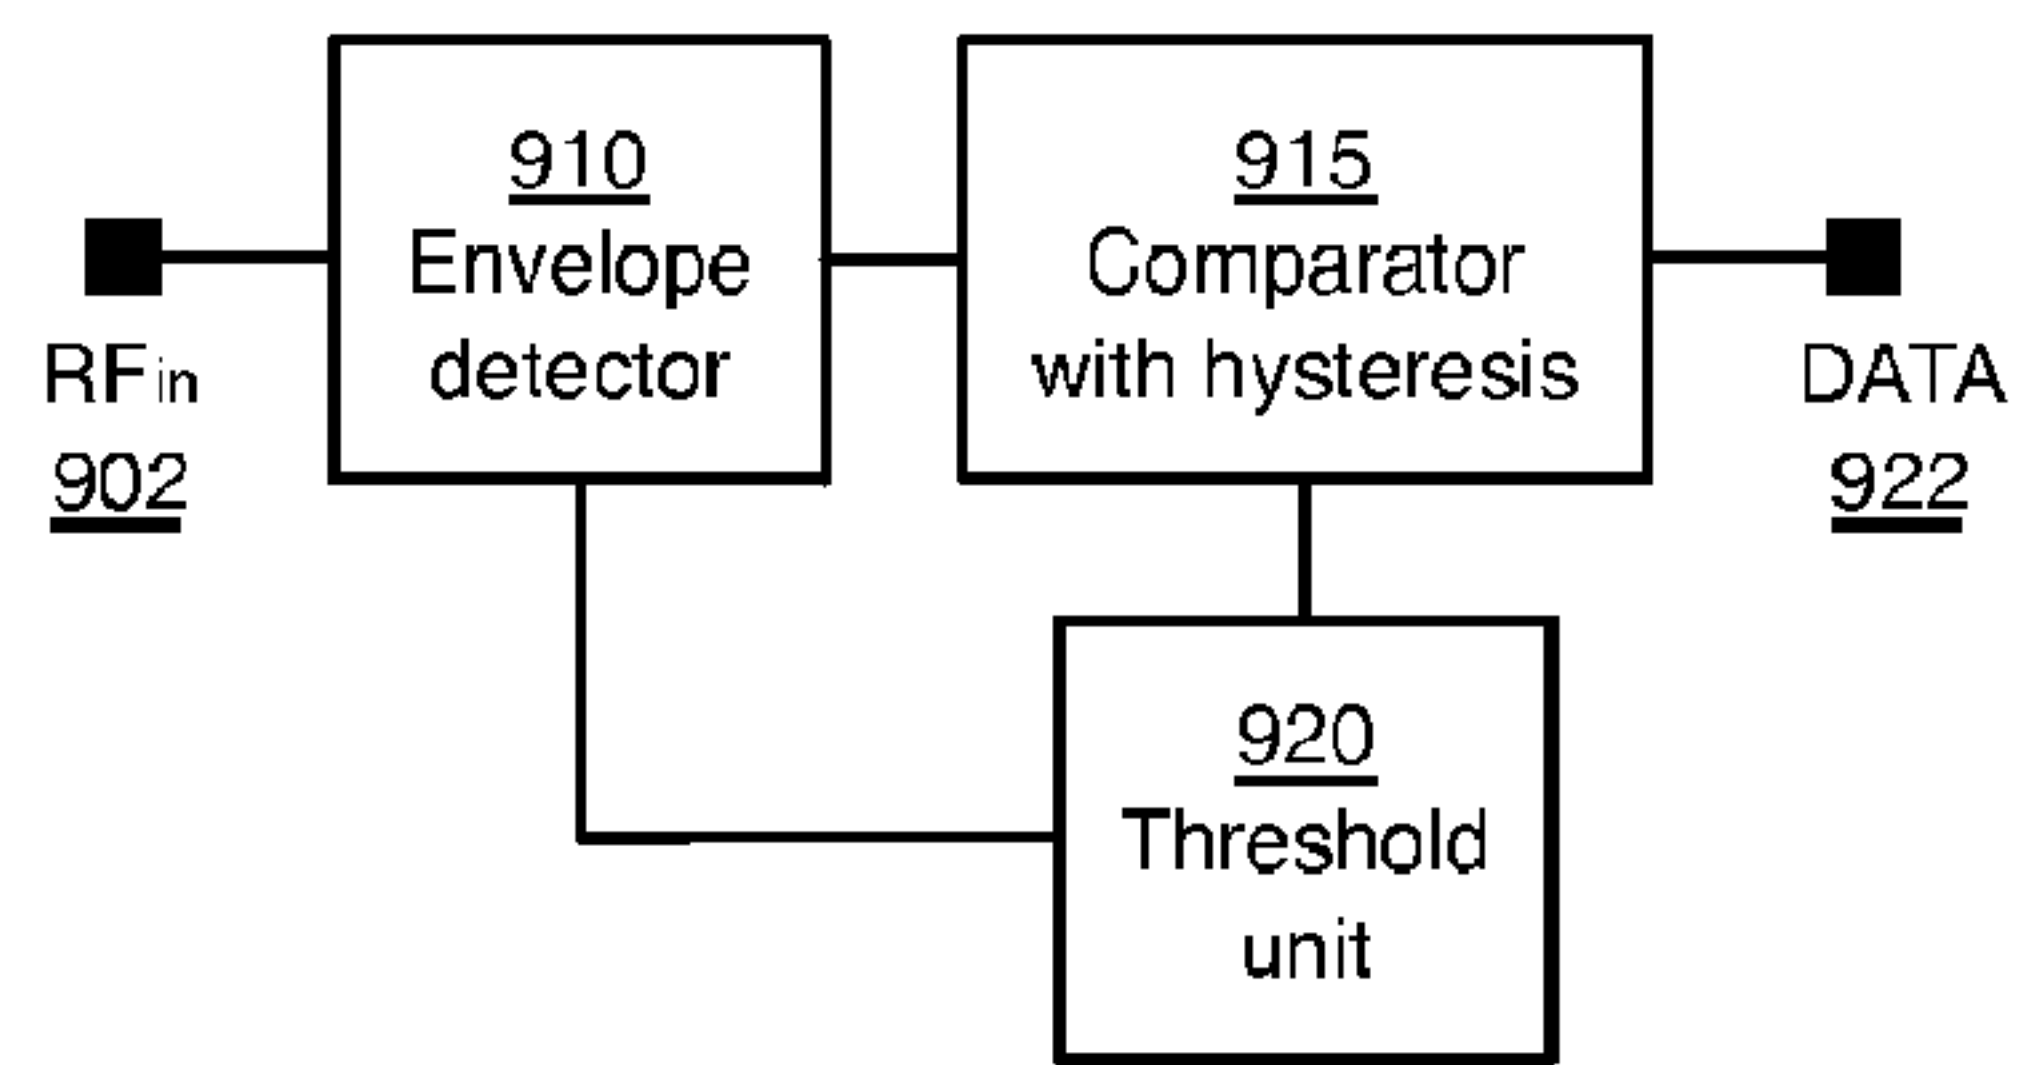 910
Envelope
detector
915
Comparator
with hysteresis
RFin
902
DATA
922
920
Threshold
unit